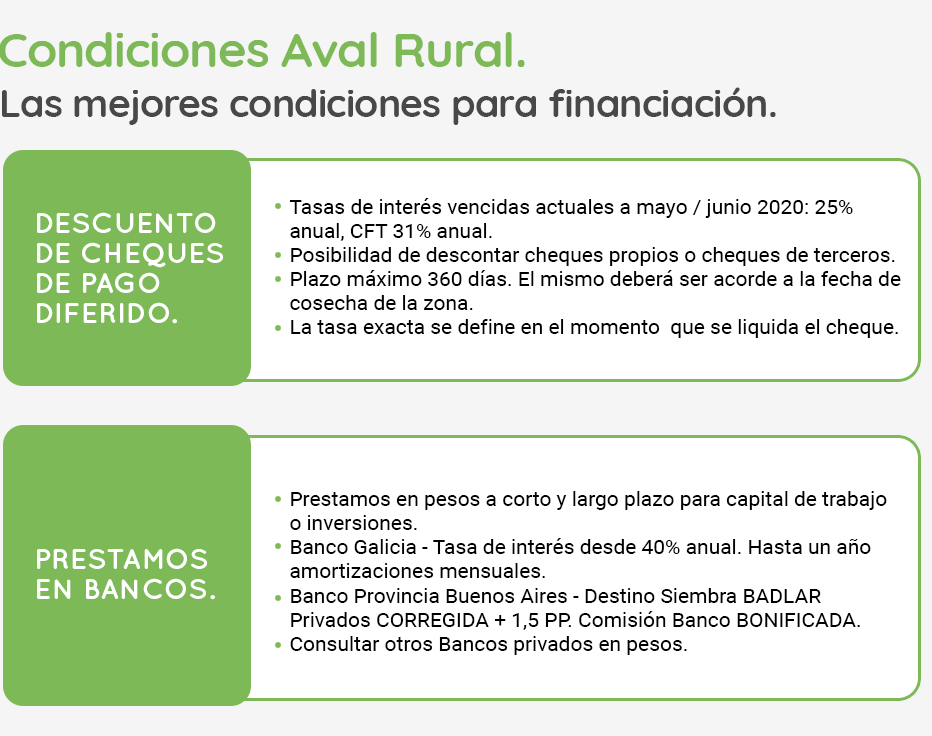 Condiciones Aval Rural.
Las mejores condiciones para financiación.
DESCUENTO
DE CHEQUES
DE PAGO
DIFERIDO.
• Tasas de interés vencidas actuales a mayo / junio 2020: 25%
anual, CFT 31% anual.
• Posibilidad de descontar cheques propios o cheques de terceros.
• Plazo máximo 360 días. El mismo deberá ser acorde a la fecha de
cosecha de la zona.
• La tasa exacta se define en el momento  que se liquida el cheque.
PRESTAMOS
EN BANCOS.
• Prestamos en pesos a corto y largo plazo para capital de trabajo
o inversiones.
• Banco Galicia - Tasa de interés desde 40% anual. Hasta un año
amortizaciones mensuales.
• Banco Provincia Buenos Aires - Destino Siembra BADLAR
Privados CORREGIDA + 1,5 PP. Comisión Banco BONIFICADA.
• Consultar otros Bancos privados en pesos.